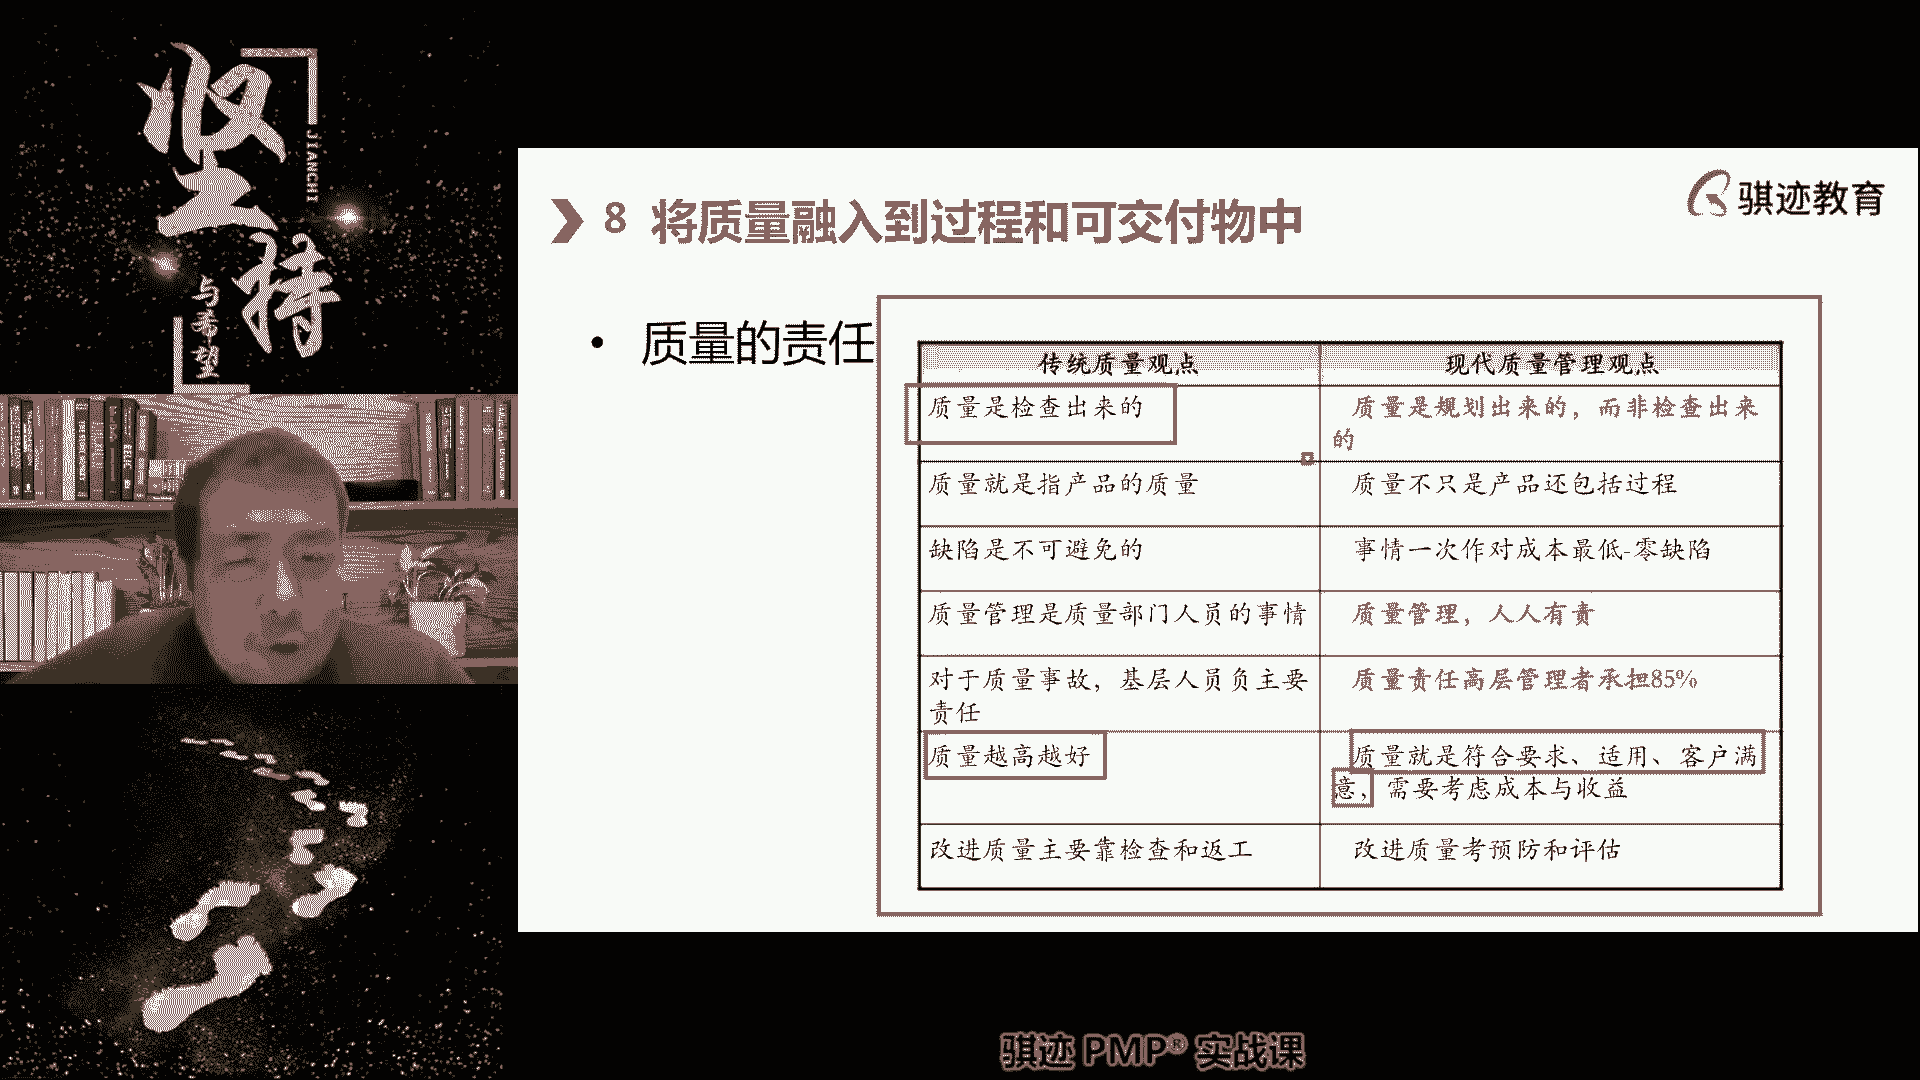 坚持
JIANCHI
与希望
8 将质量融入到过程和可交付物中
骐迹教育
• 质量的责任
传统质量观点
现代质量管理观点
质量是检查出来的
质量是规划出来的，而非检查出来
的
质量就是指产品的质量
质量不只是产品还包括过程
缺陷是不可避免的
事情一次作对成本最低-零缺陷
质量管理是质量部门人员的事情
质量管理，人人有责
对于质量事故，基层人员负主要
责任
质量责任高层管理者承担85%
质量越高越好
质量就是符合要求、适用、客户满
意，需要考虑成本与收益
改进质量主要靠检查和返工
改进质量考预防和评估
骐迹 PMP® 实战课